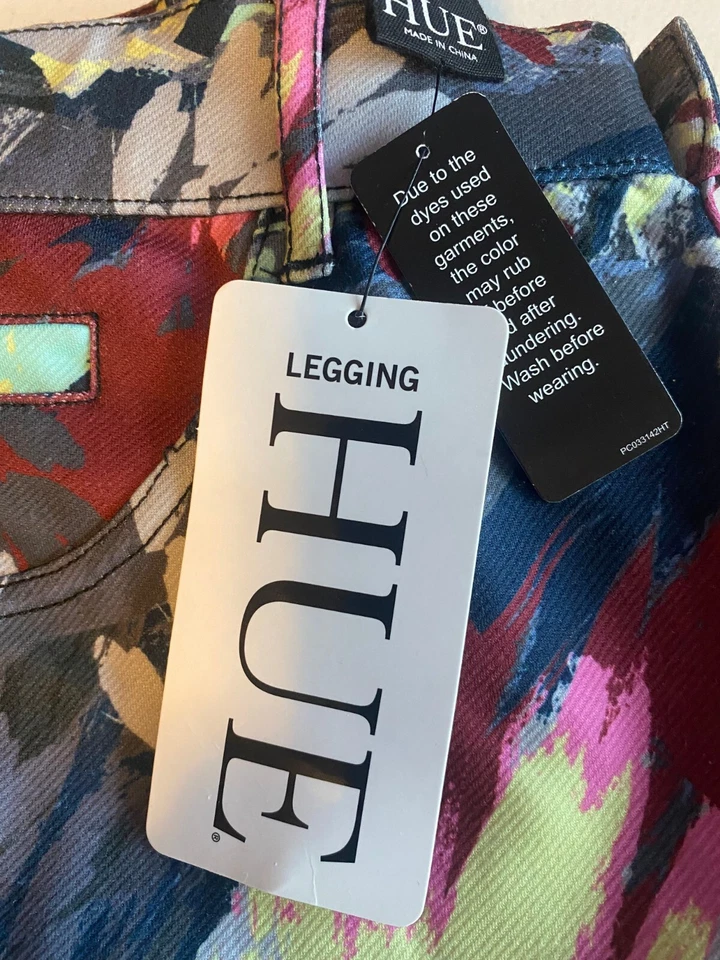 HUE®
MADE IN CHINA
Due to the
dyes used
on these
garments,
the color
may rub
before
after
Wash before
wearing.
PC033142HT
LEGGING
HUE®